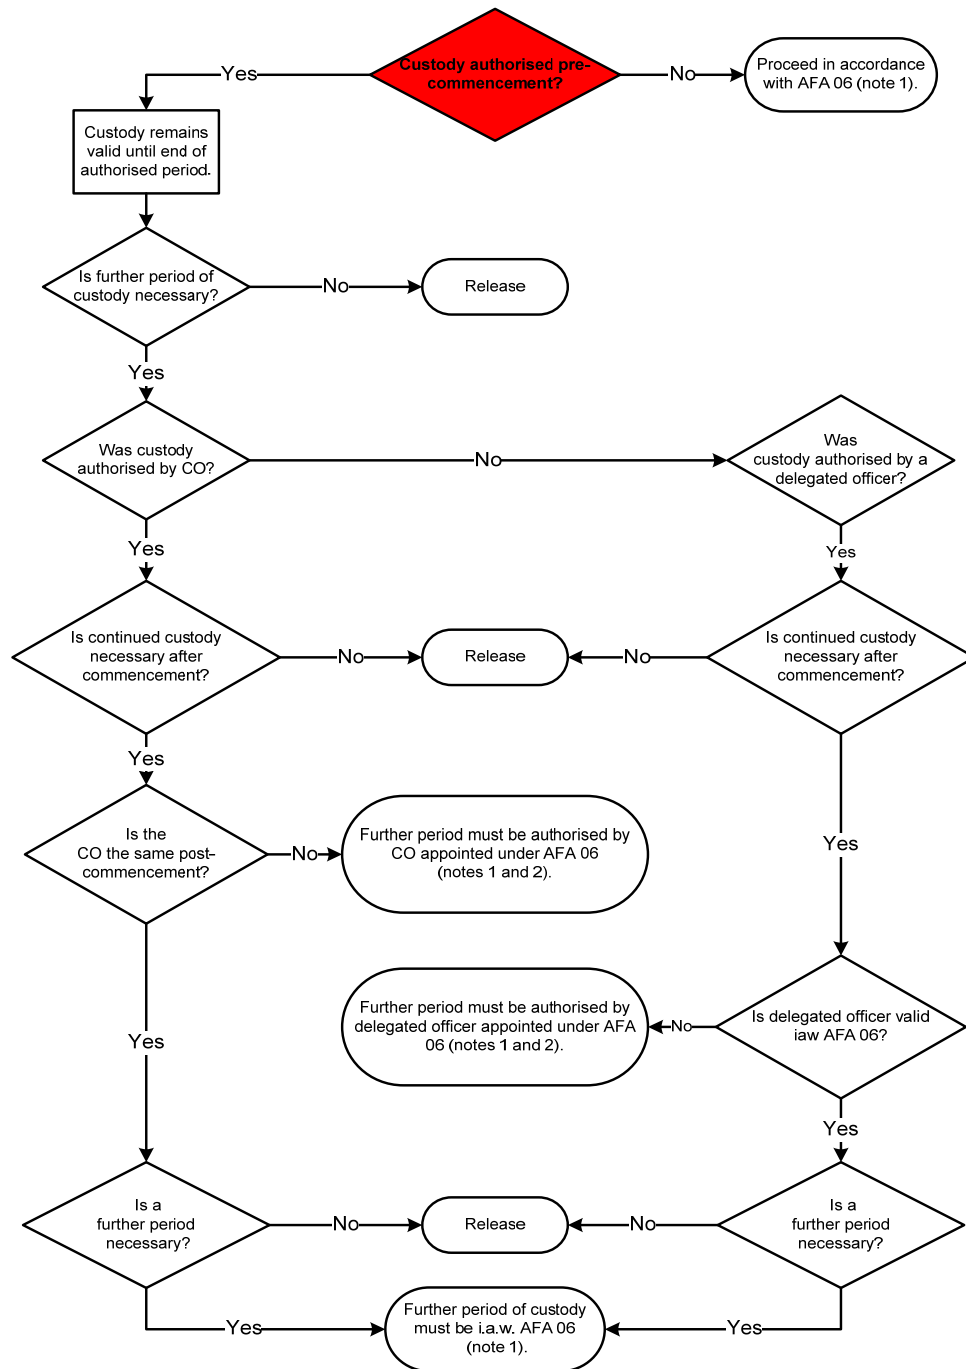 Custody authorised pre-
commencement?
Yes
No
Proceed in accordance
with AFA 06 (note 1).
Custody remains
valid until end of
authorised period.
Is further period of
custody necessary?
No
Release
Yes
Was custody
authorised by CO?
No
Was
custody authorised by a
delegated officer?
Yes
Yes
Is continued custody
necessary after
commencement?
No
Release
No
Is continued custody
necessary after
commencement?
Yes
Is the
CO the same post-
commencement?
No
Further period must be authorised by
CO appointed under AFA 06
(notes 1 and 2).
Yes
Further period must be authorised by
delegated officer appointed under AFA
06 (notes 1 and 2).
No
Is delegated officer valid
iaw AFA 06?
Yes
Yes
Is a
further period
necessary?
No
Release
No
Is a
further period
necessary?
Yes
Further period of custody
must be i.a.w. AFA 06
(note 1).
Yes